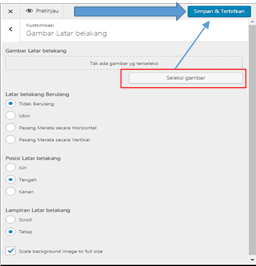 Pratinjau
Simpan & Terbitkan
Kustomisasi
Gambar Latar belakang
Gambar Latar belakang
Tak ada gambar yg terseleksi
Seleksi gambar
Latar belakang Berulang
Tidak Berulang
Ubin
Pasang Merata secara Horizontal
Pasang Merata secara Vertikal
Posisi Latar belakang
Kiri
Tengah
Kanan
Lampiran Latar belakang
Scroll
Tetap
Scale background image to full size